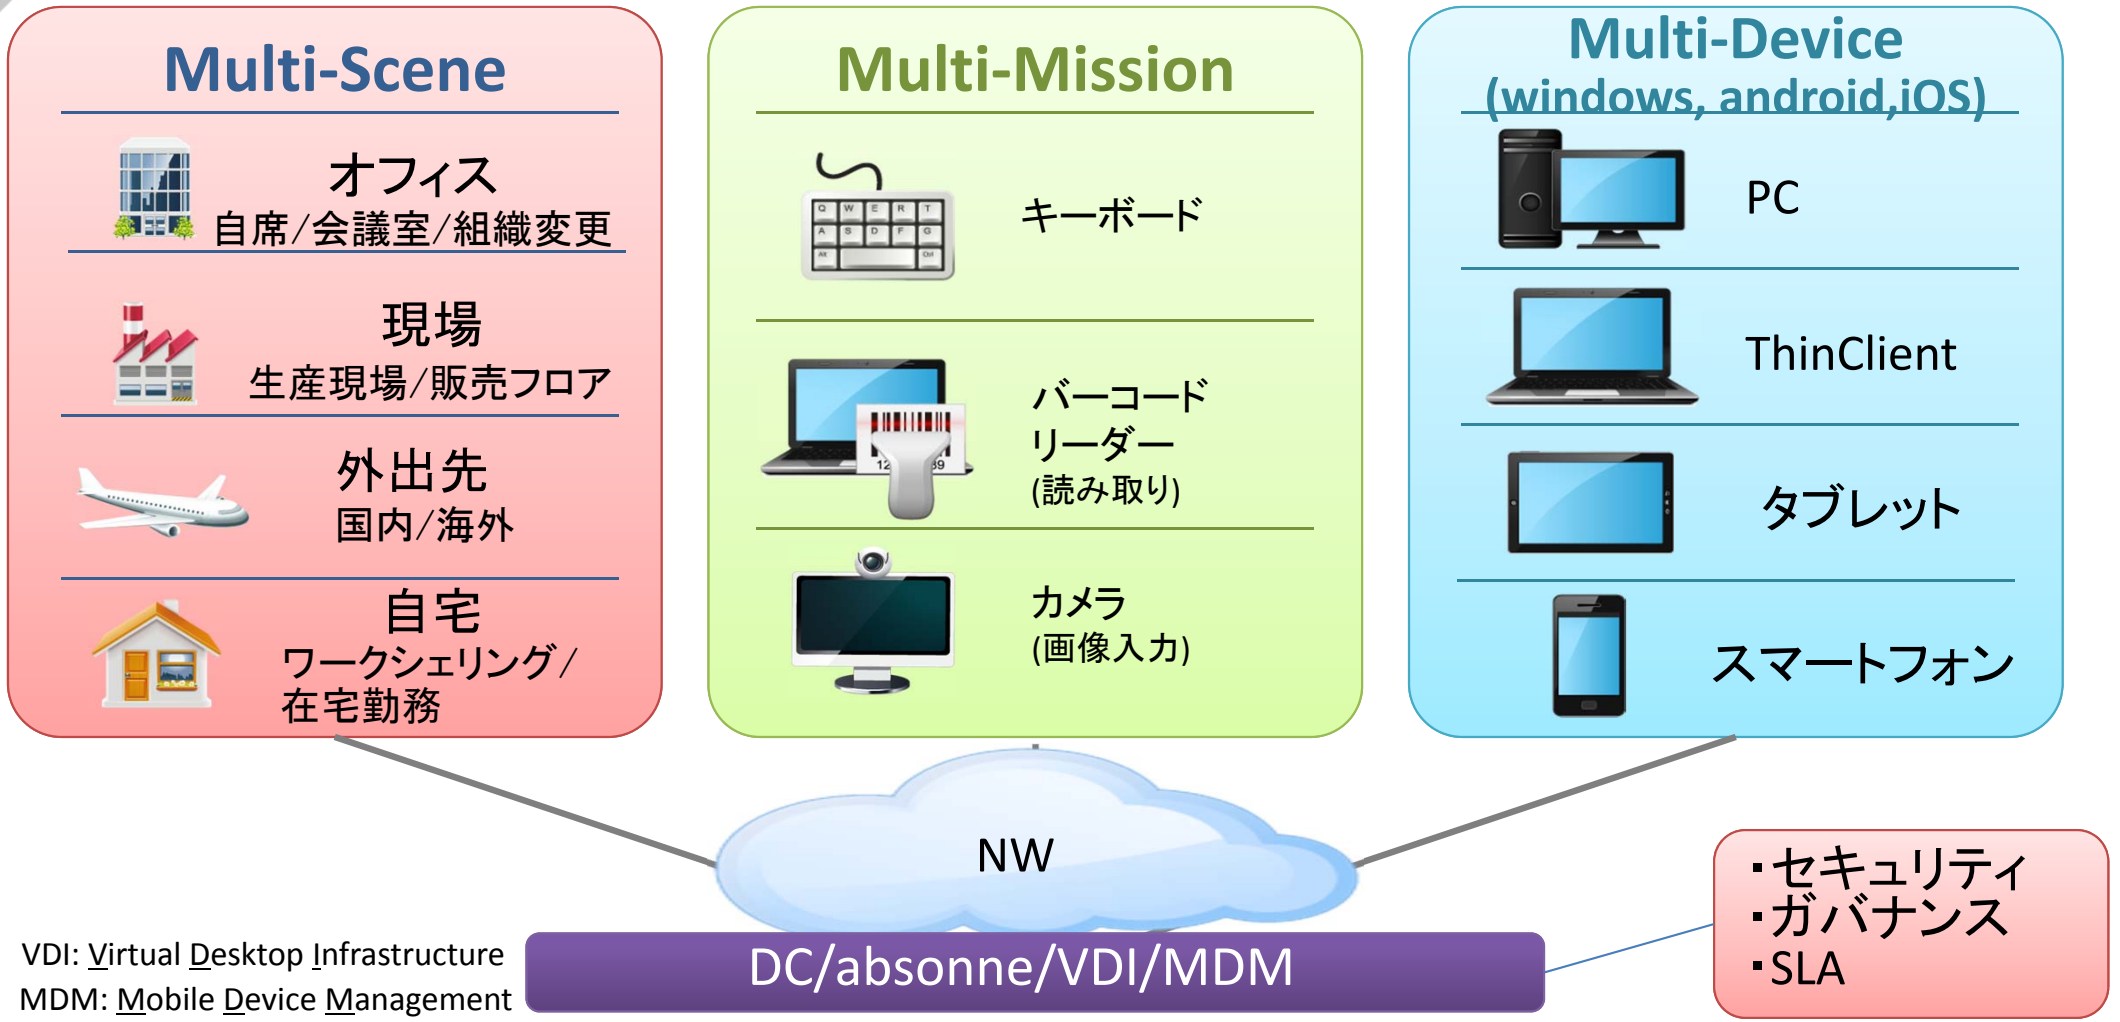 Multi-Scene
オフィス
自席/会議室/組織変更
現場
生産現場/販売フロア
外出先
国内/海外
自宅
ワークシェリング/
在宅勤務
Multi-Mission
Q W E R T
A S D F G
Alt Ctrl
キーボード
バーコード
リーダー
(読み取り)
カメラ
(画像入力)
Multi-Device
(windows, android,iOS)
PC
ThinClient
タブレット
スマートフォン
NW
DC/absonne/VDI/MDM
・セキュリティ
・ガバナンス
・SLA
VDI: Virtual Desktop Infrastructure
MDM: Mobile Device Management